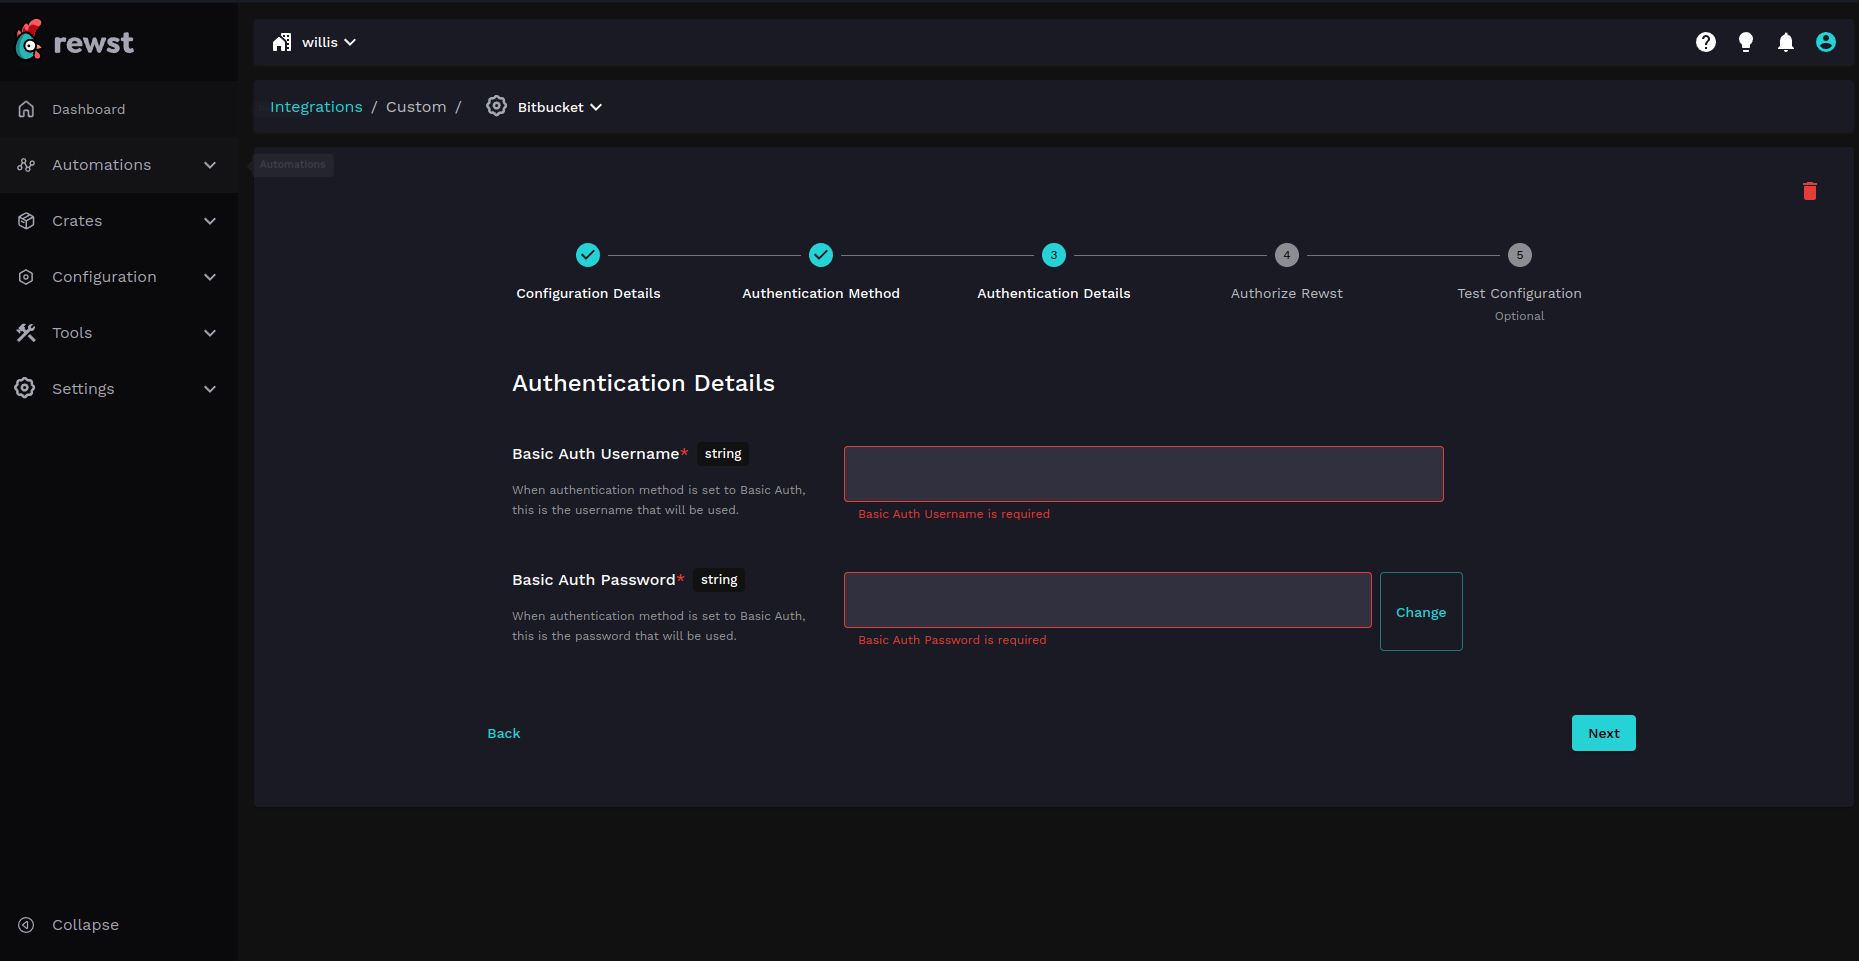 rewst
willis
Integrations / Custom / Bitbucket
Dashboard
Automations
Automations
Crates
Configuration
Tools
Settings
3
4
5
Configuration Details
Authentication Method
Authentication Details
Authorize Rewst
Test Configuration
Optional
Authentication Details
Basic Auth Username* string
When authentication method is set to Basic Auth,
this is the username that will be used.
Basic Auth Username is required
Basic Auth Password* string
When authentication method is set to Basic Auth,
this is the password that will be used.
Basic Auth Password is required
Change
Back
Next
Collapse